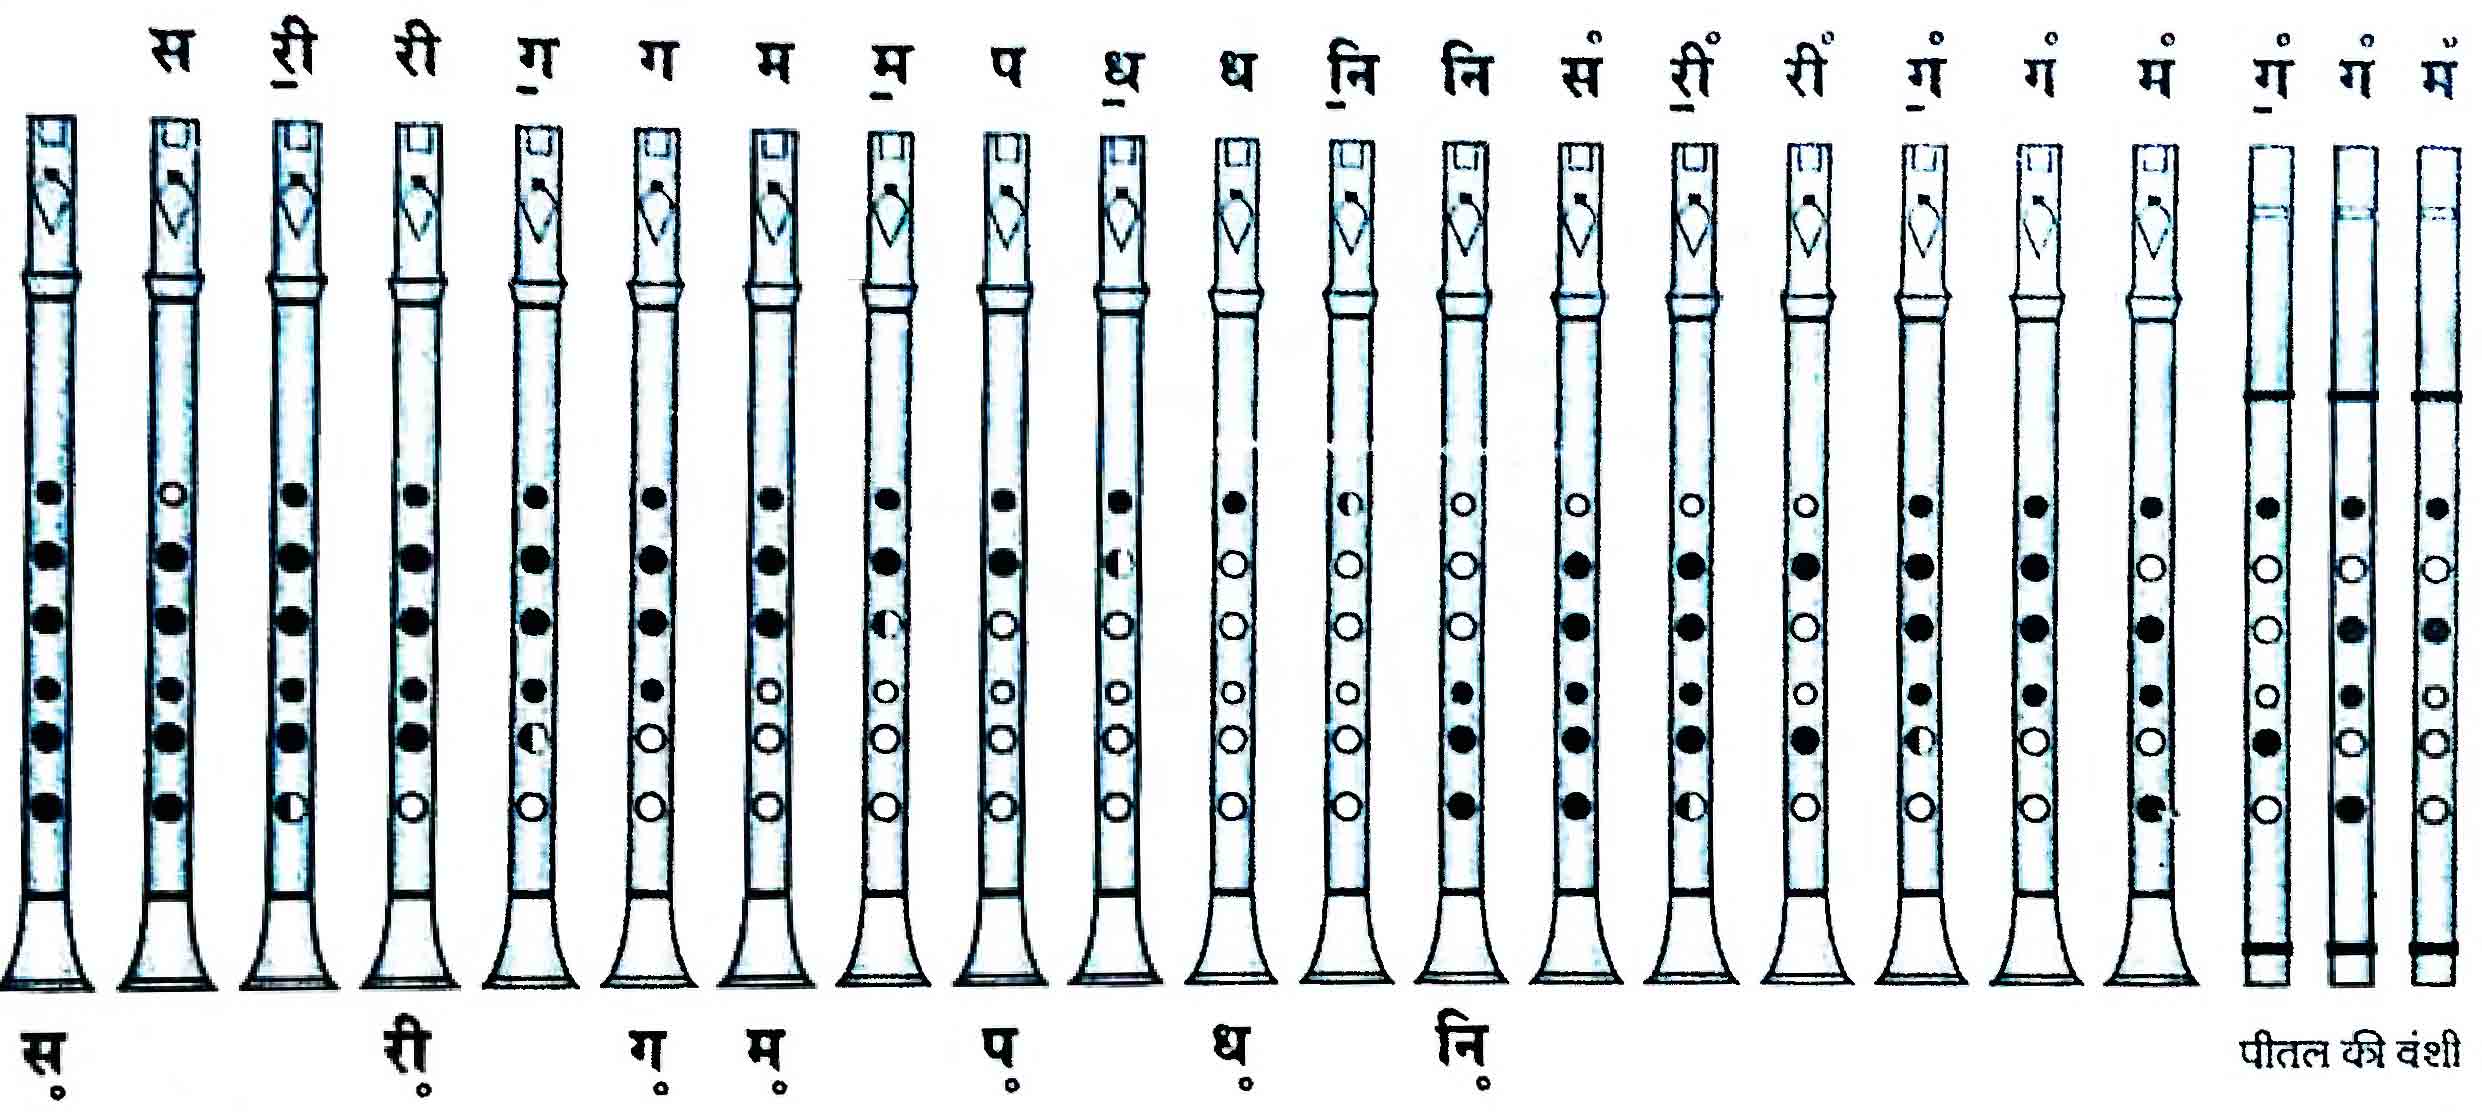 स री॒ री ग॒ ग म म॒ प ध॒ ध नि॒ नि सं री॒ं रीं ग॒ं गं मं ग॒ं गं मं
स़ री़ ग़ म़ प़ ध़ नि़
पीतल की वंशी